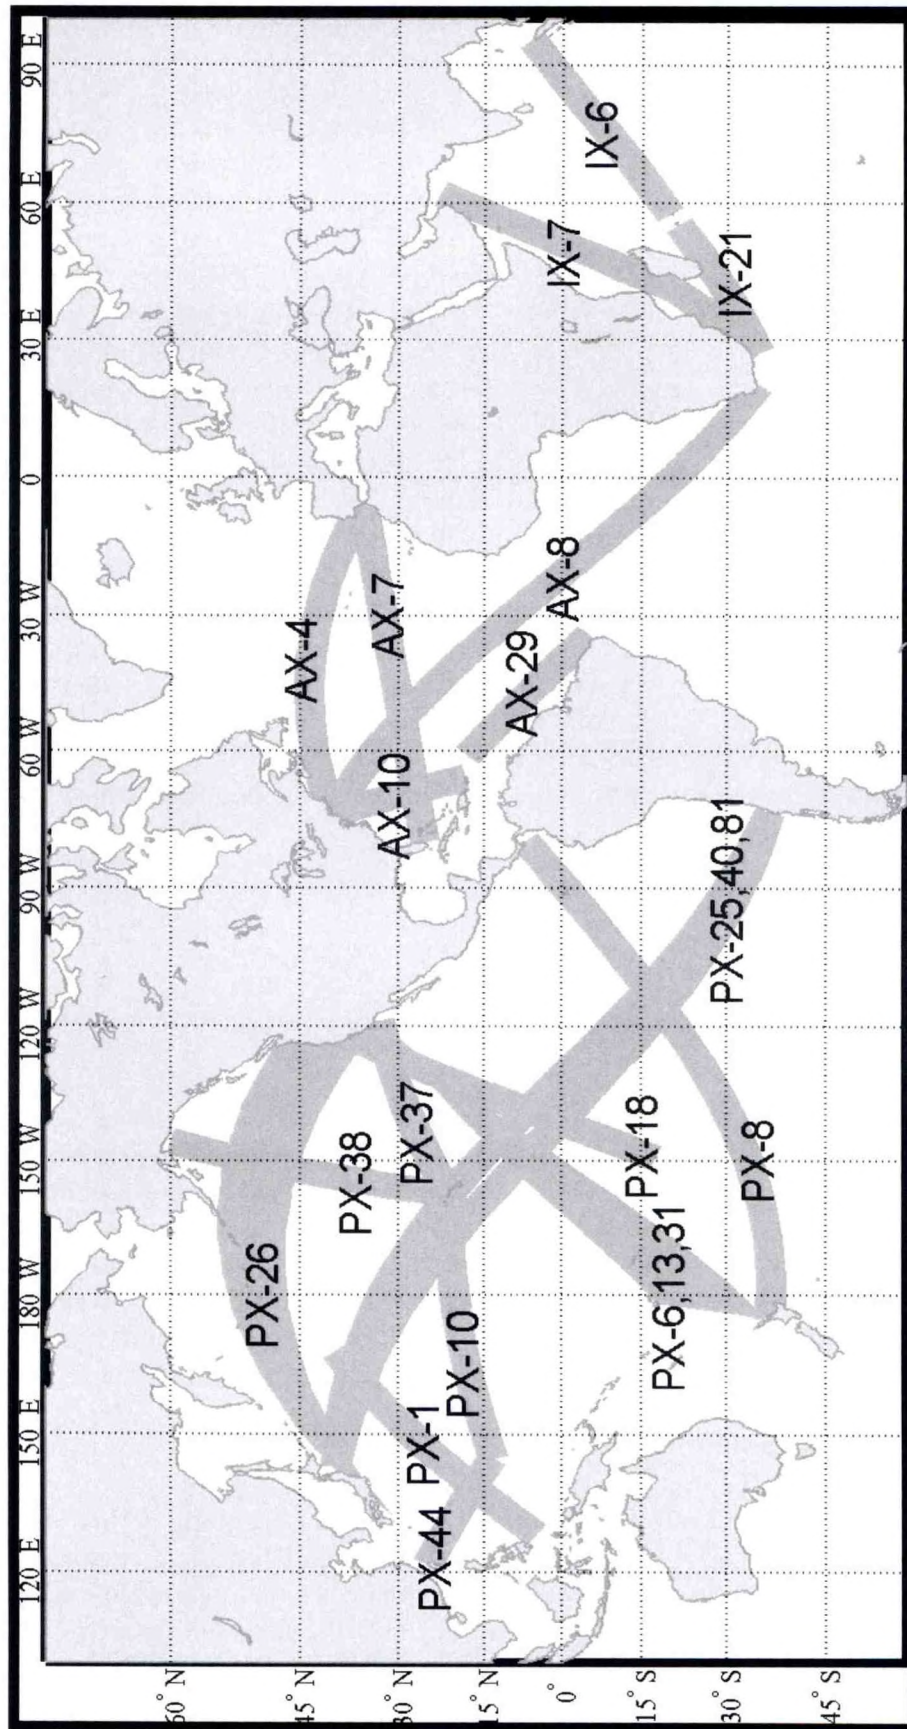 120 E
150 E
180 W
150 W
120 W
90 W
60 W
30 W
0
30 E
60 E
90 E
60° N
45° N
30° N
15° N
0°
15° S
30° S
45° S
PX-26
AX-4
PX-38
AX-7
PX-37
AX-10
PX-44
PX-1
PX-10
AX-29
AX-8
IX-7
IX-6
PX-18
PX-6,13,31
PX-25,40,81
IX-21
PX-8